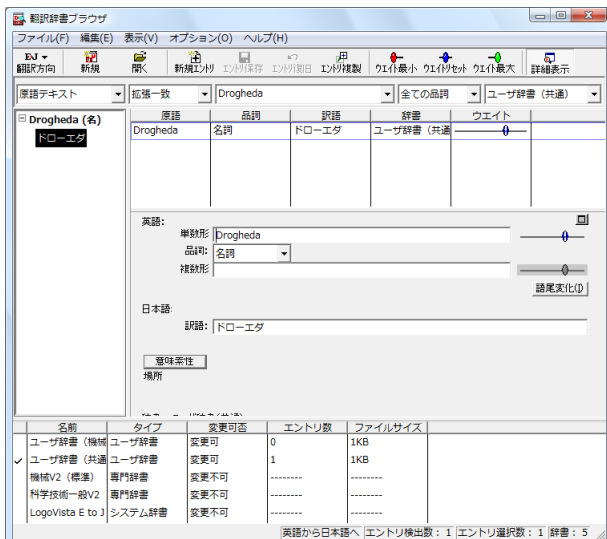 翻訳辞書ブラウザ
ファイル(F) 編集(E) 表示(V) オプション(O) ヘルプ(H)
EJ
翻訳方向 新規 開く 新規エントリ エントリ保存 エントリ復旧 エントリ複製 ウエイト最小 ウエイトリセット ウエイト最大 詳細表示
原語テキスト 拡張一致 Drogheda 全ての品詞 ユーザ辞書（共通）
Drogheda (名)
ドローエダ
原語 品詞 訳語 辞書 ウエイト
Drogheda 名詞 ドローエダ ユーザ辞書（共通
英語:
単数形 Drogheda
品詞: 名詞
複数形
語尾変化(I)
日本語:
訳語: ドローエダ
意味素性
場所
名前 タイプ 変更可否 エントリ数 ファイルサイズ
ユーザ辞書（機械 ユーザ辞書 変更可 0 1KB
ユーザ辞書（共通 ユーザ辞書 変更可 1 1KB
機械V2（標準） 専門辞書 変更不可 -------- --------
科学技術一般V2 専門辞書 変更不可 -------- --------
LogoVista E to J システム辞書 変更不可 -------- --------
英語から日本語へ エントリ検出数: 1 エントリ選択数: 1 辞書: 5